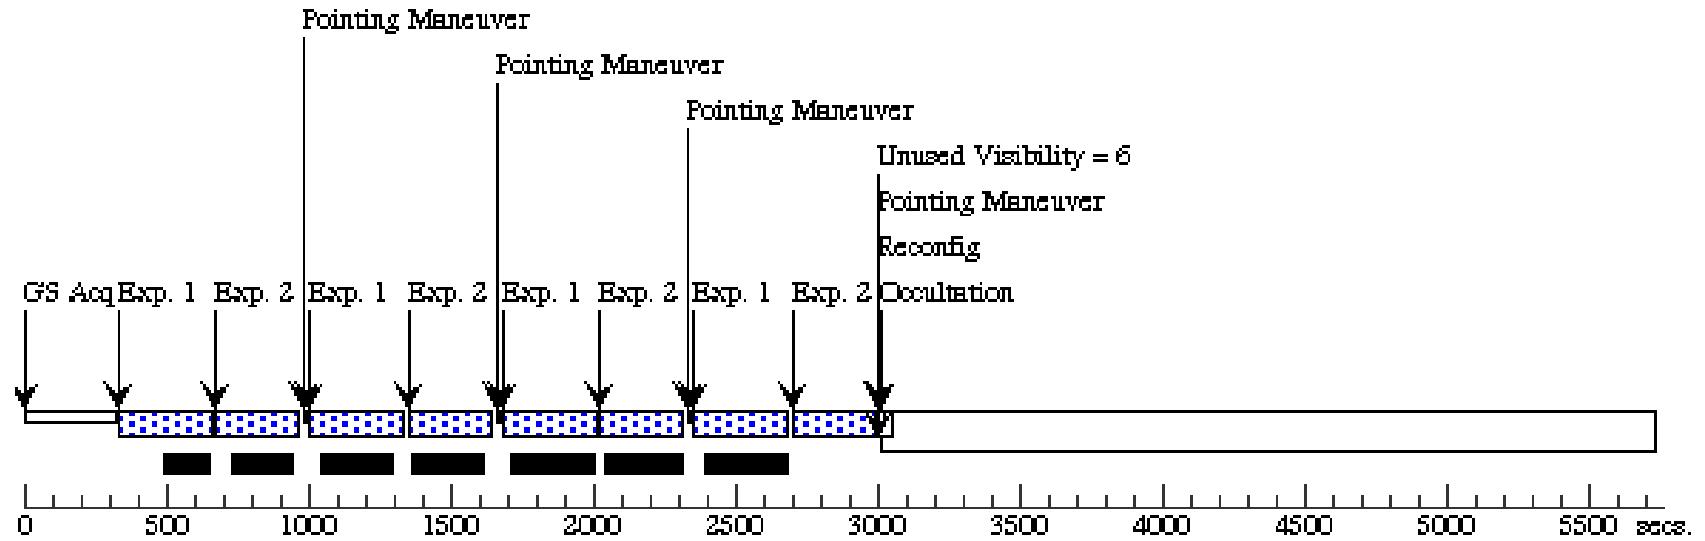 Pointing Maneuver
Pointing Maneuver
Pointing Maneuver
Unused Visibility = 6
Pointing Maneuver
Reconfig
GS Acq Exp. 1 Exp. 2 Exp. 1 Exp. 2 Exp. 1 Exp. 2 Exp. 1 Exp. 2 Occultation
0 500 1000 1500 2000 2500 3000 3500 4000 4500 5000 5500 secs.